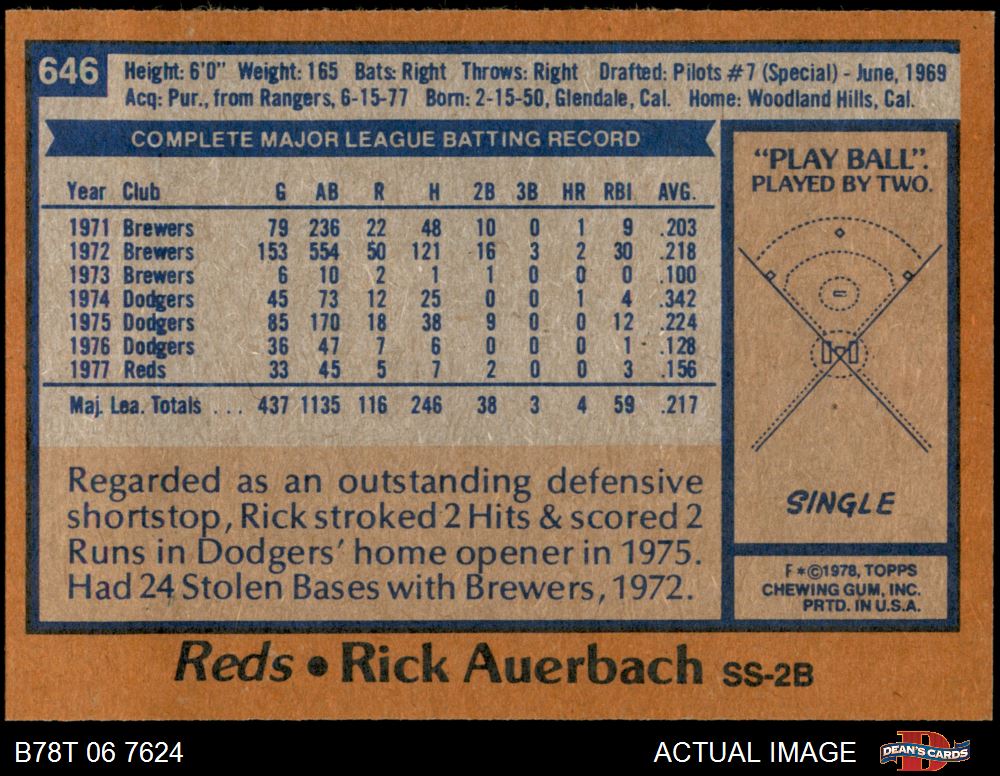 646
Height: 6'0" Weight: 165 Bats: Right Throws: Right Drafted: Pilots #7 (Special) - June, 1969
Acq: Pur., from Rangers, 6-15-77 Born: 2-15-50, Glendale, Cal. Home: Woodland Hills, Cal.
COMPLETE MAJOR LEAGUE BATTING RECORD
Year Club G AB R H 2B 3B HR RBI AVG.
1971 Brewers 79 236 22 48 10 0 1 9 .203
1972 Brewers 153 554 50 121 16 3 2 30 .218
1973 Brewers 6 10 2 1 1 0 0 0 .100
1974 Dodgers 45 73 12 25 0 0 1 4 .342
1975 Dodgers 85 170 18 38 9 0 0 12 .224
1976 Dodgers 36 47 7 6 0 0 0 1 .128
1977 Reds 33 45 5 7 2 0 0 3 .156
Maj. Lea. Totals ... 437 1135 116 246 38 3 4 59 .217
Regarded as an outstanding defensive
shortstop, Rick stroked 2 Hits & scored 2
Runs in Dodgers' home opener in 1975.
Had 24 Stolen Bases with Brewers, 1972.
"PLAY BALL".
PLAYED BY TWO.
SINGLE
F*©1978, TOPPS
CHEWING GUM, INC.
PRTD. IN U.S.A.
Reds • Rick Auerbach SS-2B
B78T 06 7624
ACTUAL IMAGE
D
DEAN'S CARDS